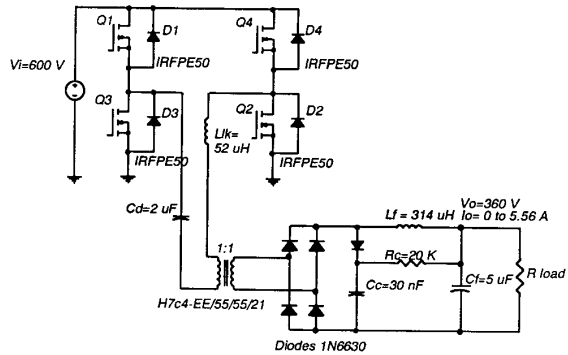 Q1
D1
Q4
D4
IRFPE50
IRFPE50
Vi=600 V
Q3
D3
Q2
D2
Llk=
52 uH
IRFPE50
IRFPE50
Cd=2 uF
1:1
Lf = 314 uH
Vo=360 V
Io= 0 to 5.56 A
Rc=20 K
Cc=30 nF
Cf=5 uF
R load
H7c4-EE/55/55/21
Diodes 1N6630